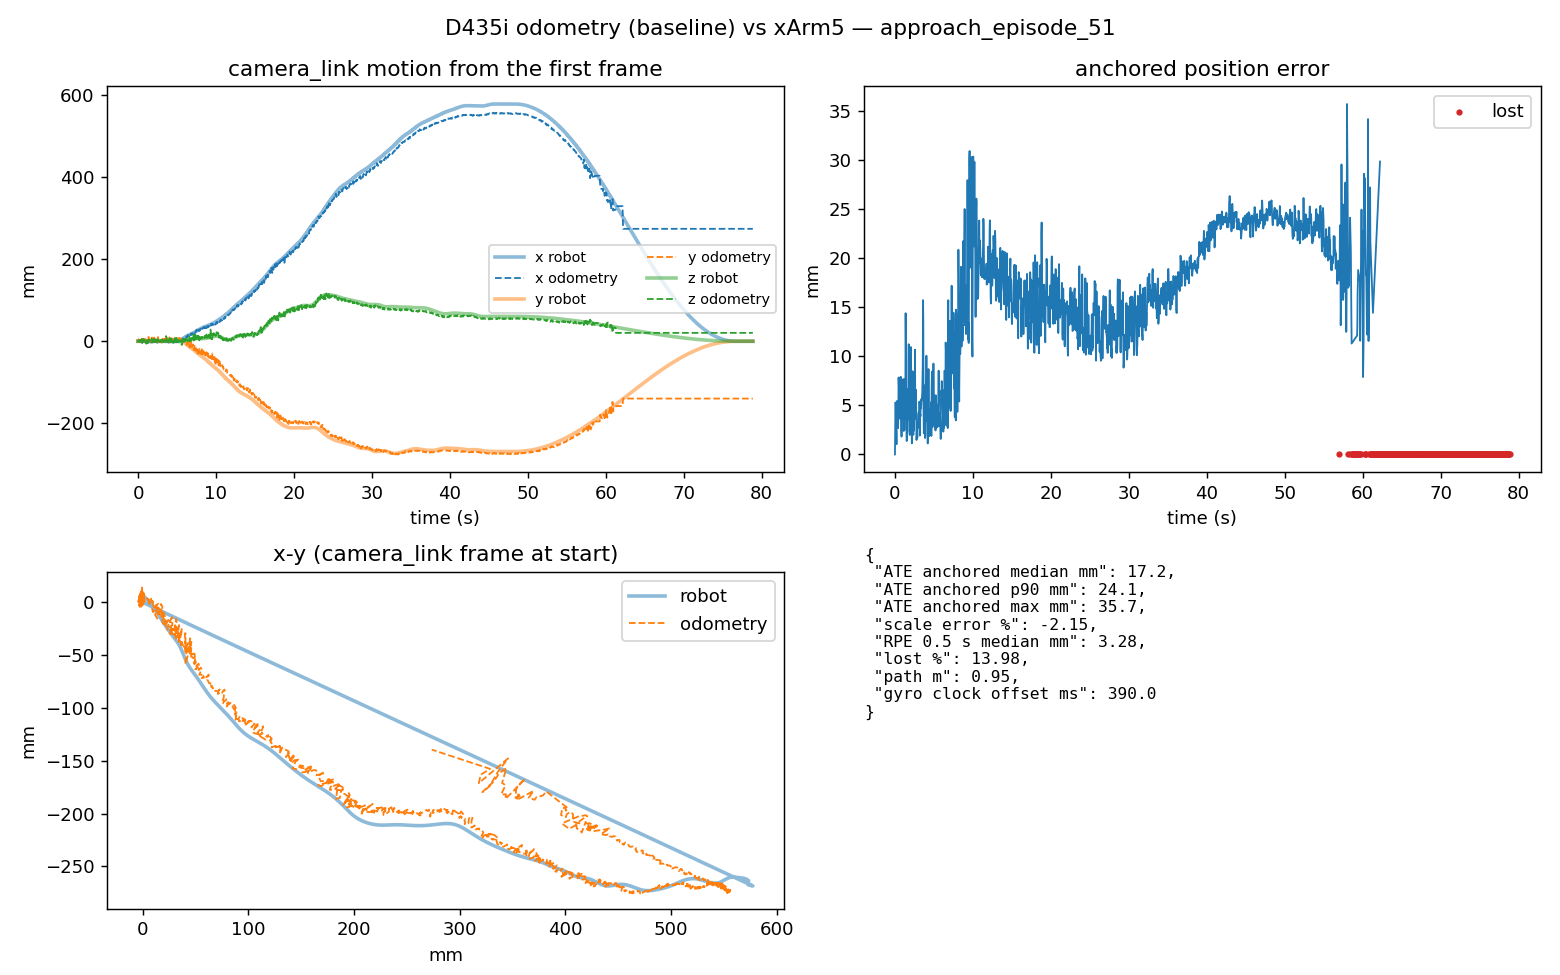 D435i odometry (baseline) vs xArm5 — approach_episode_51
camera_link motion from the first frame
600
400
200
0
−200
mm
0 10 20 30 40 50 60 70 80
time (s)
x robot
x odometry
y robot
y odometry
z robot
z odometry
anchored position error
35
30
25
20
15
10
5
0
mm
0 10 20 30 40 50 60 70 80
time (s)
lost
x-y (camera_link frame at start)
0
−50
−100
−150
−200
−250
mm
0 100 200 300 400 500 600
mm
robot
odometry
{
"ATE anchored median mm": 17.2,
"ATE anchored p90 mm": 24.1,
"ATE anchored max mm": 35.7,
"scale error %": -2.15,
"RPE 0.5 s median mm": 3.28,
"lost %": 13.98,
"path m": 0.95,
"gyro clock offset ms": 390.0
}